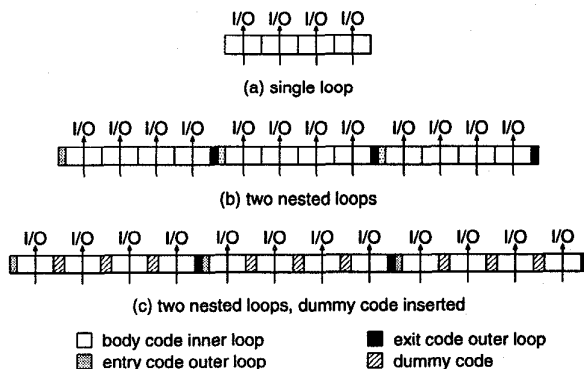 I/O I/O I/O I/O
(a) single loop
I/O I/O I/O I/O I/O I/O I/O I/O I/O I/O I/O I/O
(b) two nested loops
I/O I/O I/O I/O I/O I/O I/O I/O I/O I/O I/O I/O
(c) two nested loops, dummy code inserted
body code inner loop exit code outer loop
entry code outer loop dummy code